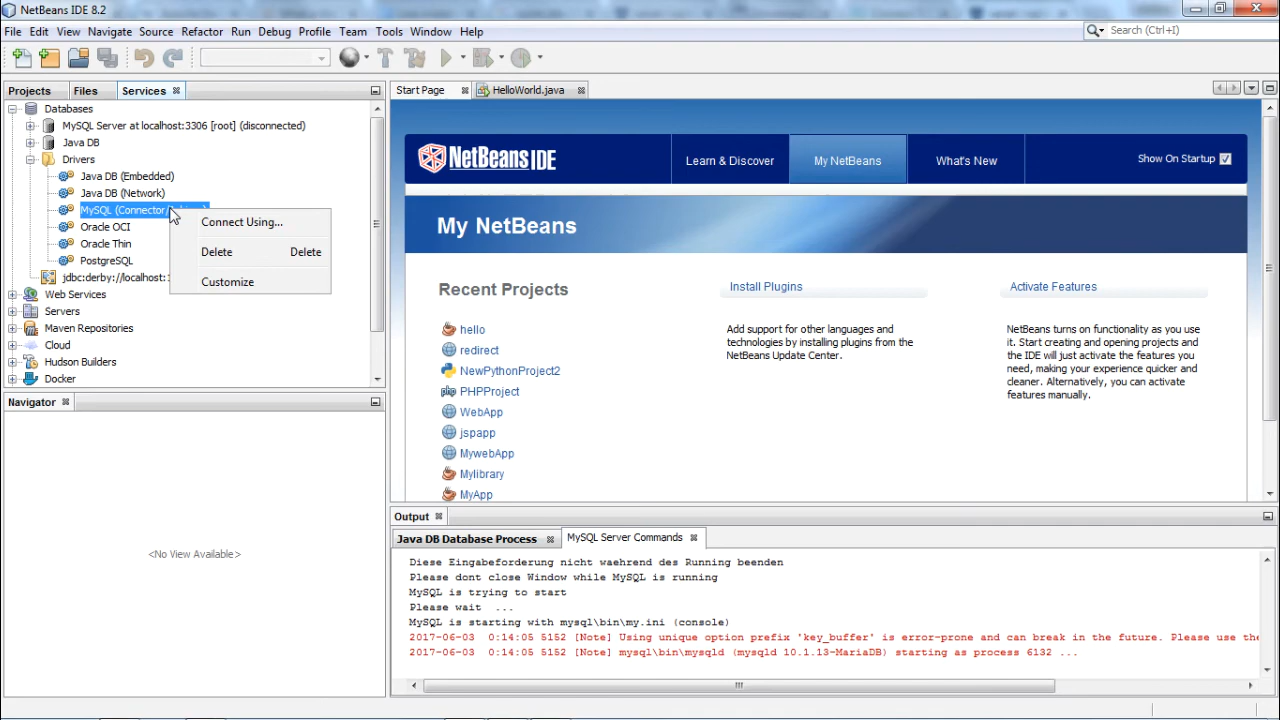 NetBeans IDE 8.2
File Edit View Navigate Source Refactor Run Debug Profile Team Tools Window Help
Search (Ctrl+I)
Projects Files Services
Start Page HelloWorld.java
Databases
MySQL Server at localhost:3306 [root] (disconnected)
Java DB
Drivers
Java DB (Embedded)
Java DB (Network)
MySQL (Connector/
Oracle OCI
Oracle Thin
PostgreSQL
jdbc:derby://localhost:1
Web Services
Servers
Maven Repositories
Cloud
Hudson Builders
Docker
Connect Using...
Delete Delete
Customize
Navigator
<No View Available>
NetBeans IDE
Learn & Discover
My NetBeans
What's New
Show On Startup
My NetBeans
Recent Projects
hello
redirect
NewPythonProject2
PHPProject
WebApp
jspapp
MywebApp
Mylibrary
MyApp
Install Plugins
Add support for other languages and
technologies by installing plugins from the
NetBeans Update Center.
Activate Features
NetBeans turns on functionality as you use
it. Start creating and opening projects and
the IDE will just activate the features you
need, making your experience quicker and
cleaner. Alternatively, you can activate
features manually.
Output
Java DB Database Process MySQL Server Commands
Diese Eingabeforderung nicht waehrend des Running beenden
Please dont close Window while MySQL is running
MySQL is trying to start
Please wait ...
MySQL is starting with mysql\bin\my.ini (console)
2017-06-03 0:14:05 5152 [Note] Using unique option prefix 'key_buffer' is error-prone and can break in the future. Please use the
2017-06-03 0:14:05 5152 [Note] mysql\bin\mysqld (mysqld 10.1.13-MariaDB) starting as process 6132 ...